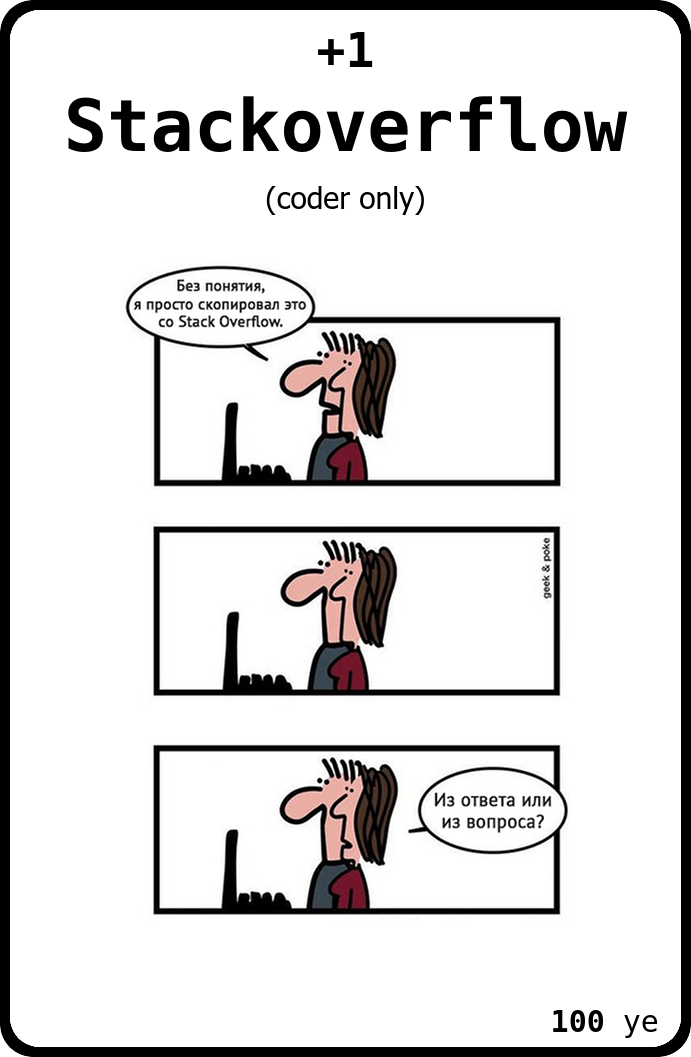 +1
Stackoverflow
(coder only)
Без понятия,
я просто скопировал это
со Stack Overflow.
geek & poke
Из ответа или
из вопроса?
100 ye